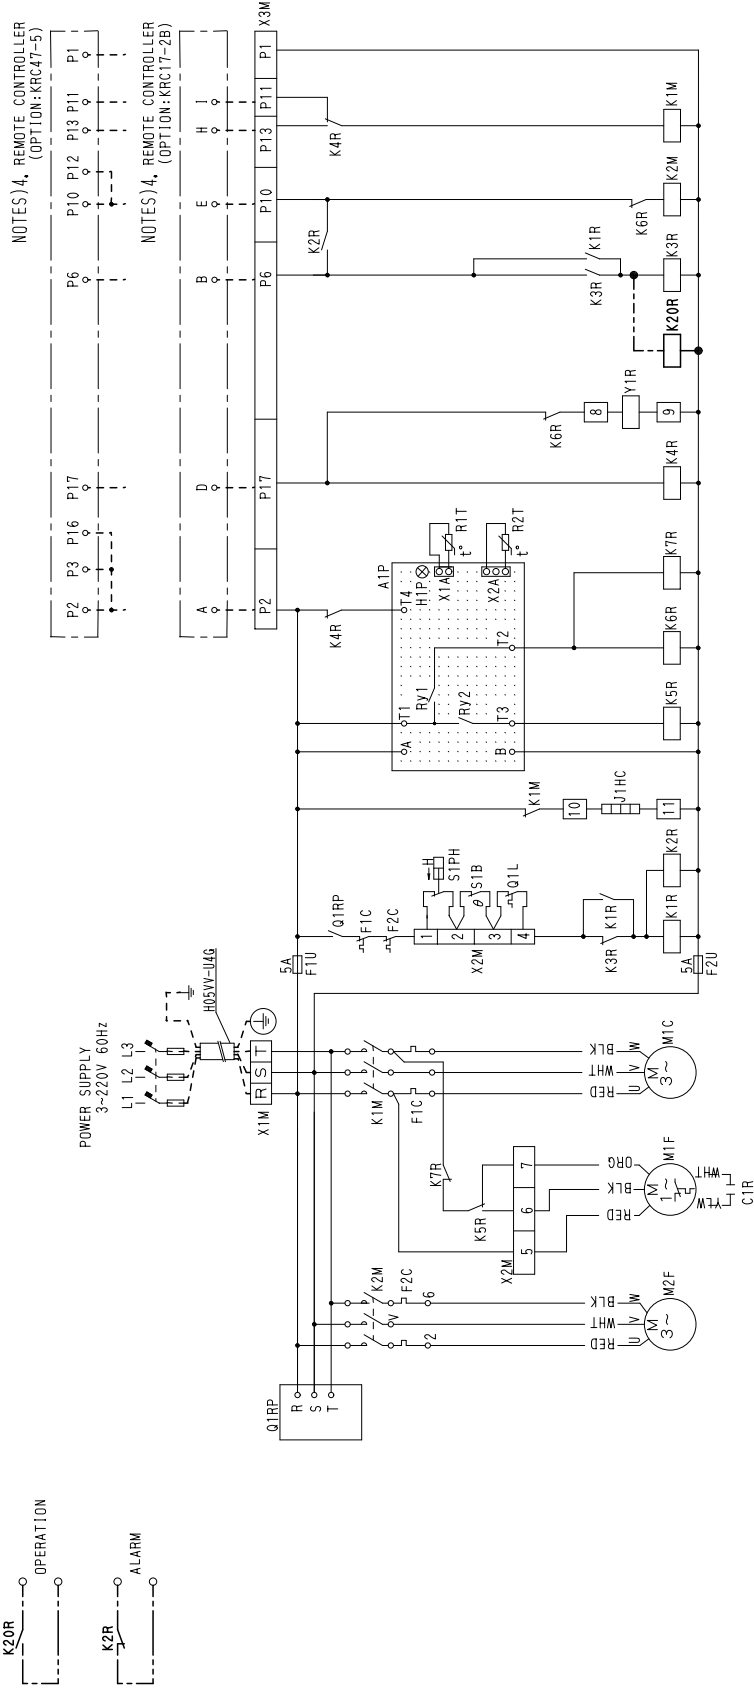 NOTES)4. REMOTE CONTROLLER
(OPTION:KRC47-5)
P2
P3
P16
P17
P6
P10
P12
P13
P11
P1
NOTES)4. REMOTE CONTROLLER
(OPTION:KRC17-2B)
A
D
B
E
H
I
X3M
P2
P17
P6
P10
P13
P11
P1
K4R
K2R
K4R
K1R
K3R
K6R
K6R
8
Y1R
9
K1M
K2M
K3R
K20R
K4R
K7R
K6R
K5R
A1P
T4
H1P
X1A
X2A
R1T
t°
R2T
t°
T1
Ry1
Ry2
T2
T3
A
B
K1M
10
J1HC
11
Q1RP
F1C
F2C
1
2
3
4
X2M
H
S1PH
S1B
θ
Q1L
K3R
K1R
K1R
K2R
5A
F1U
5A
F2U
POWER SUPPLY
3~220V 60Hz
L1
L2
L3
H05VV-U4G
X1M
R
S
T
K1M
F1C
RED
WHT
BLK
U
V
W
M
3~
M1C
K7R
K5R
X2M
5
6
7
RED
BLK
ORG
M
1~
M1F
YLW
WHT
C1R
K2M
F2C
2
V
6
RED
WHT
BLK
U
V
W
M
3~
M2F
Q1RP
R
S
T
K20R
OPERATION
K2R
ALARM